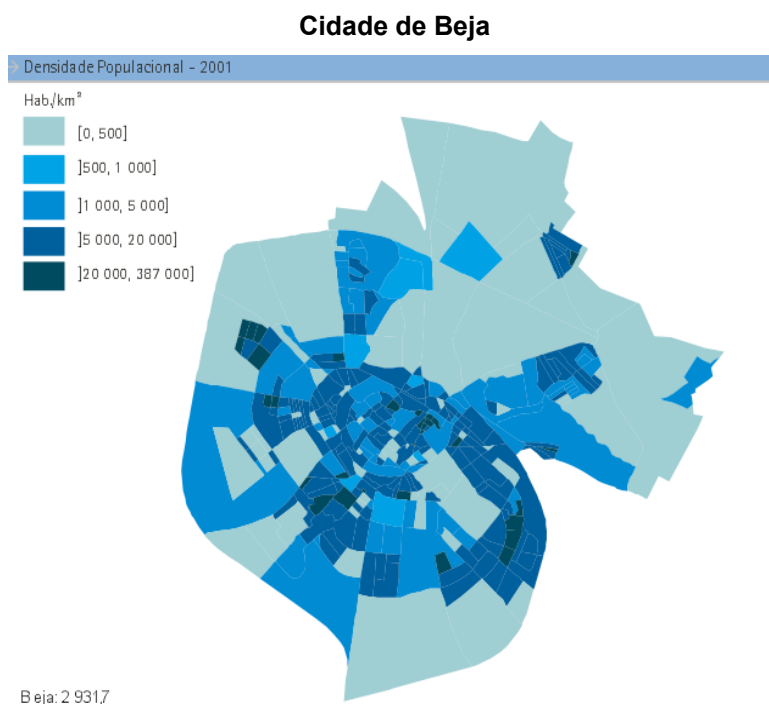 Cidade de Beja
Densidade Populacional - 2001
Hab./km²
[0, 500]
]500, 1 000]
]1 000, 5 000]
]5 000, 20 000]
]20 000, 387 000]
Beja: 2 931,7